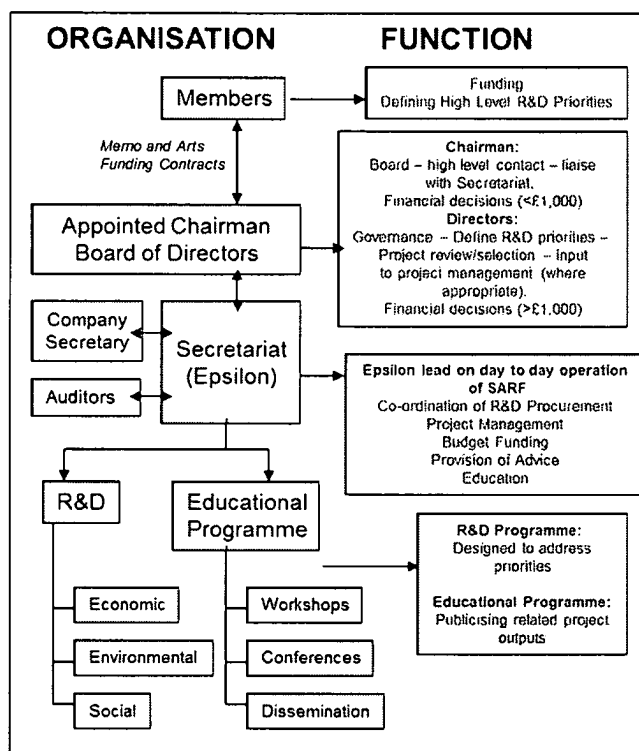 ORGANISATION
FUNCTION
Members
Funding
Defining High Level R&D Priorities
Memo and Arts
Funding Contracts
Chairman:
Board – high level contact – liaise
with Secretariat.
Financial decisions (<£1,000)
Directors:
Governance – Define R&D priorities –
Project review/selection – input
to project management (where
appropriate).
Financial decisions (>£1,000)
Appointed Chairman
Board of Directors
Company
Secretary
Secretariat
(Epsilon)
Auditors
Epsilon lead on day to day operation
of SARF
Co-ordination of R&D Procurement
Project Management
Budget Funding
Provision of Advice
Education
R&D
Educational
Programme
R&D Programme:
Designed to address
priorities
Educational Programme:
Publicising related project
outputs
Economic
Environmental
Social
Workshops
Conferences
Dissemination